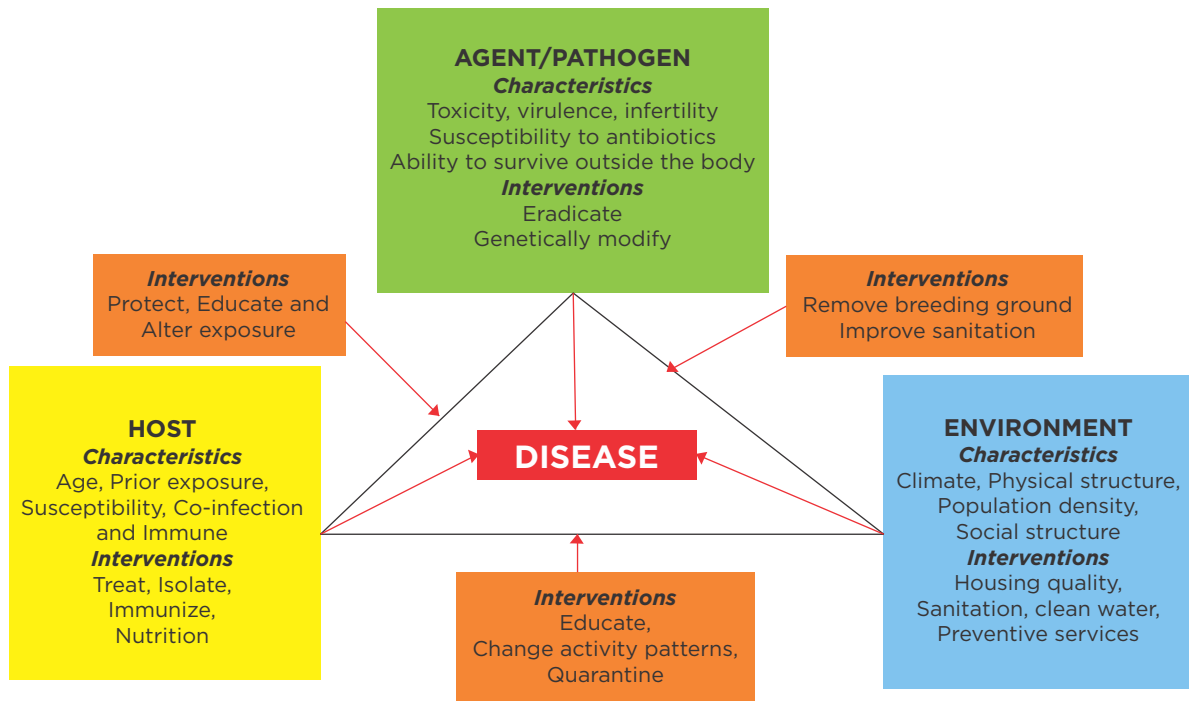 AGENT/PATHOGEN
Characteristics
Toxicity, virulence, infertility
Susceptibility to antibiotics
Ability to survive outside the body
Interventions
Eradicate
Genetically modify
Interventions
Protect, Educate and
Alter exposure
Interventions
Remove breeding ground
Improve sanitation
HOST
Characteristics
Age, Prior exposure,
Susceptibility, Co-infection
and Immune
Interventions
Treat, Isolate,
Immunize,
Nutrition
DISEASE
ENVIRONMENT
Characteristics
Climate, Physical structure,
Population density,
Social structure
Interventions
Housing quality,
Sanitation, clean water,
Preventive services
Interventions
Educate,
Change activity patterns,
Quarantine